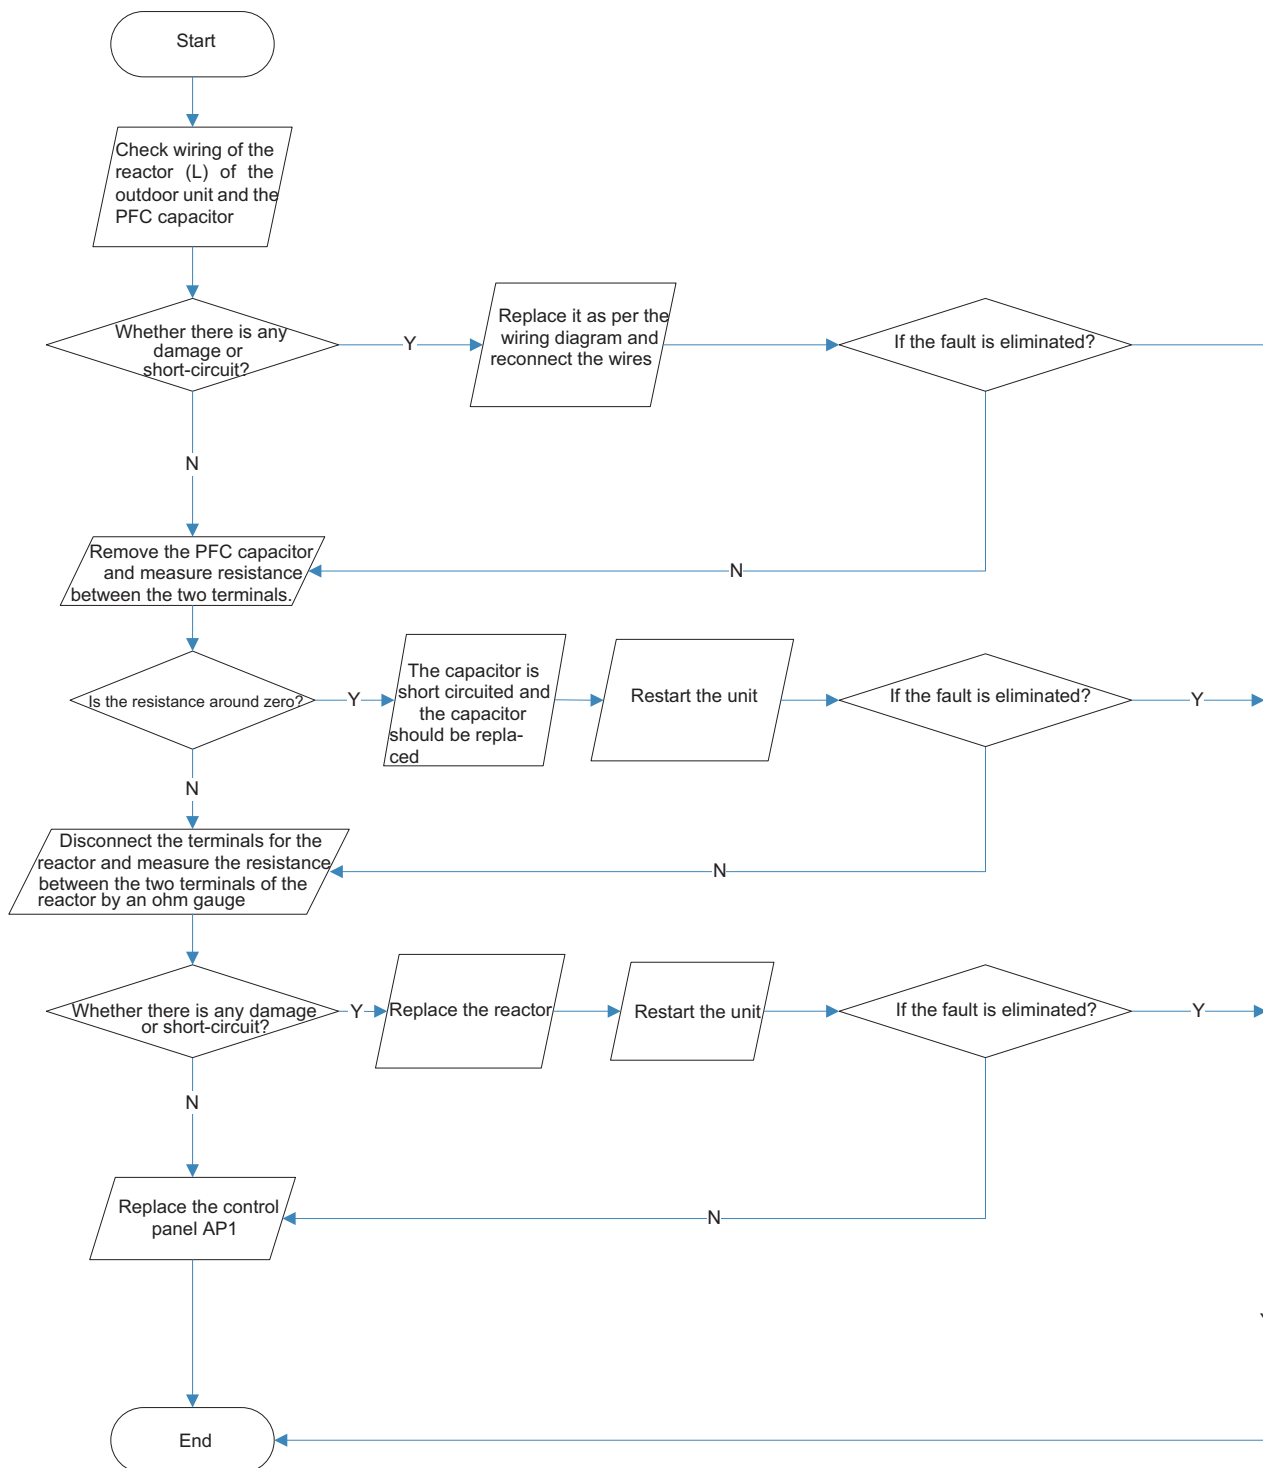 Start
Check wiring of the
reactor (L) of the
outdoor unit and the
PFC capacitor
Whether there is any
damage or
short-circuit?
Y
Replace it as per the
wiring diagram and
reconnect the wires
If the fault is eliminated?
N
Remove the PFC capacitor
and measure resistance
between the two terminals.
N
Is the resistance around zero?
Y
The capacitor is
short circuited and
the capacitor
should be repla-
ced
Restart the unit
If the fault is eliminated?
Y
N
Disconnect the terminals for the
reactor and measure the resistance
between the two terminals of the
reactor by an ohm gauge
N
Whether there is any damage
or short-circuit?
Y
Replace the reactor
Restart the unit
If the fault is eliminated?
Y
N
Replace the control
panel AP1
N
End